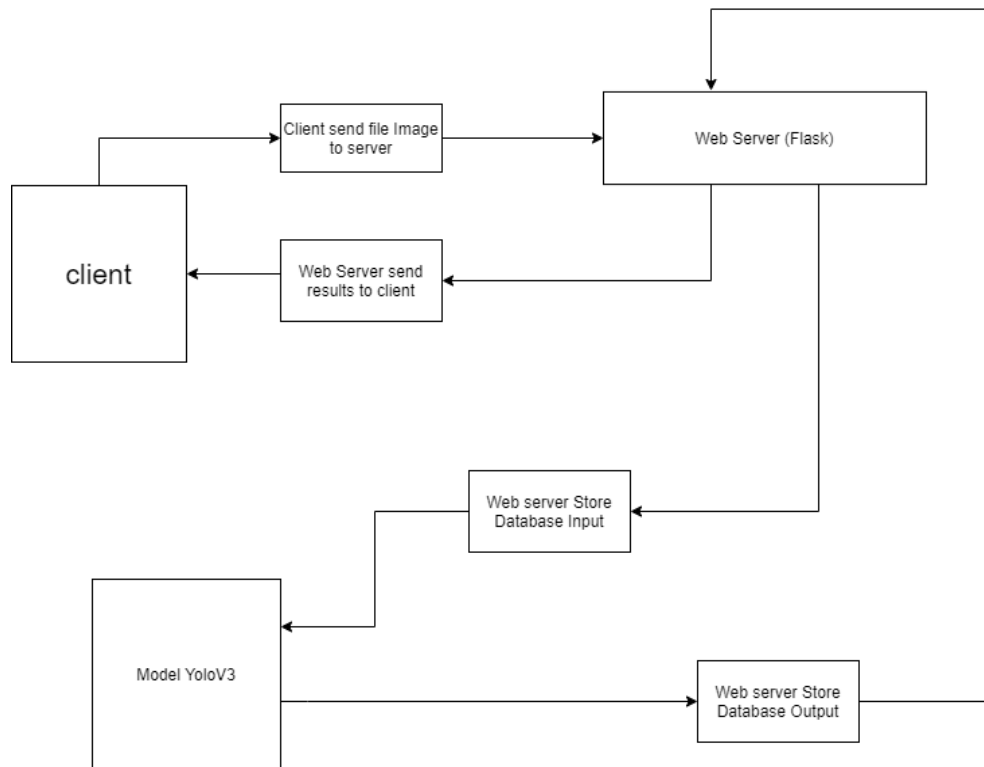 Client send file Image
to server
Web Server (Flask)
client
Web Server send
results to client
Web server Store
Database Input
Model YoloV3
Web server Store
Database Output